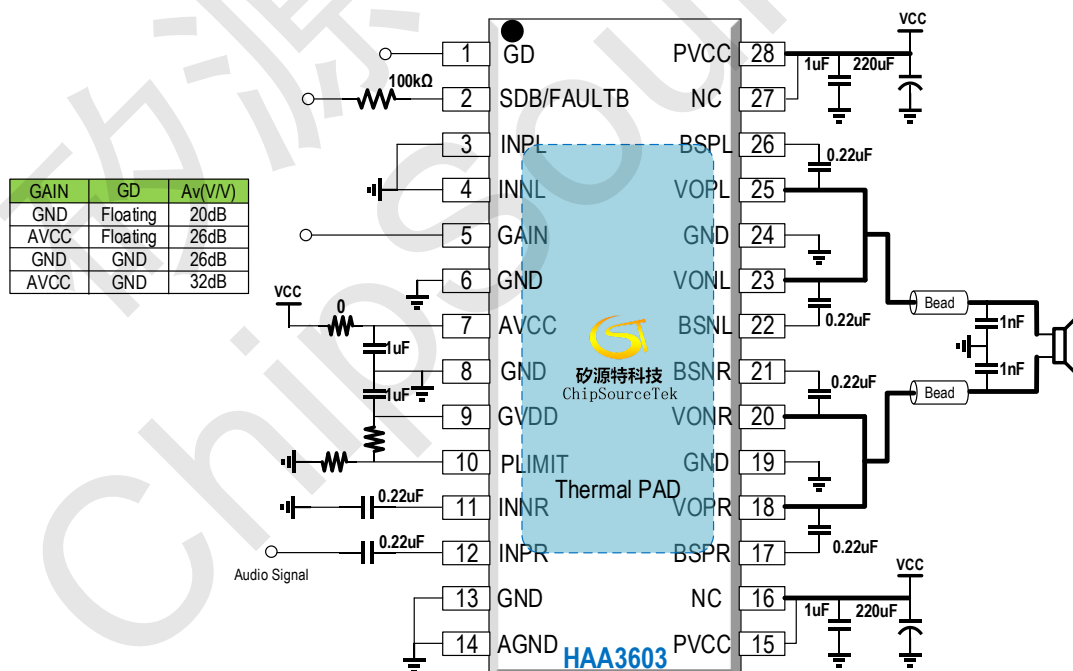 VCC
1
GD
PVCC
28
1uF
220uF
100kΩ
2
SDB/FAULTB
NC
27
3
INPL
BSPL
26
0.22uF
GAIN GD Av(V/V)
GND Floating 20dB
AVCC Floating 26dB
GND GND 26dB
AVCC GND 32dB
4
INNL
VOPL
25
5
GAIN
GND
24
6
GND
VONL
23
VCC
0
7
AVCC
BSNL
22
0.22uF
Bead
1nF
1uF
8
GND
矽源特科技
ChipSourceTek
BSNR
21
0.22uF
1nF
Bead
1uF
9
GVDD
VONR
20
10
PLIMIT
GND
19
Thermal PAD
0.22uF
11
INNR
VOPR
18
0.22uF
12
INPR
BSPR
17
0.22uF
Audio Signal
VCC
13
GND
NC
16
1uF
220uF
14
AGND
HAA3603
PVCC
15